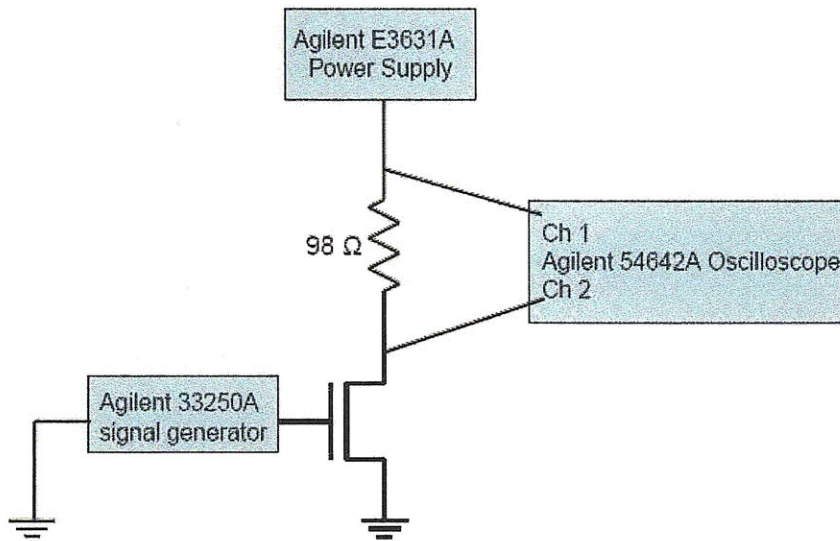 Agilent E3631A
Power Supply
98 Ω
Ch 1
Agilent 54642A Oscilloscope
Ch 2
Agilent 33250A
signal generator